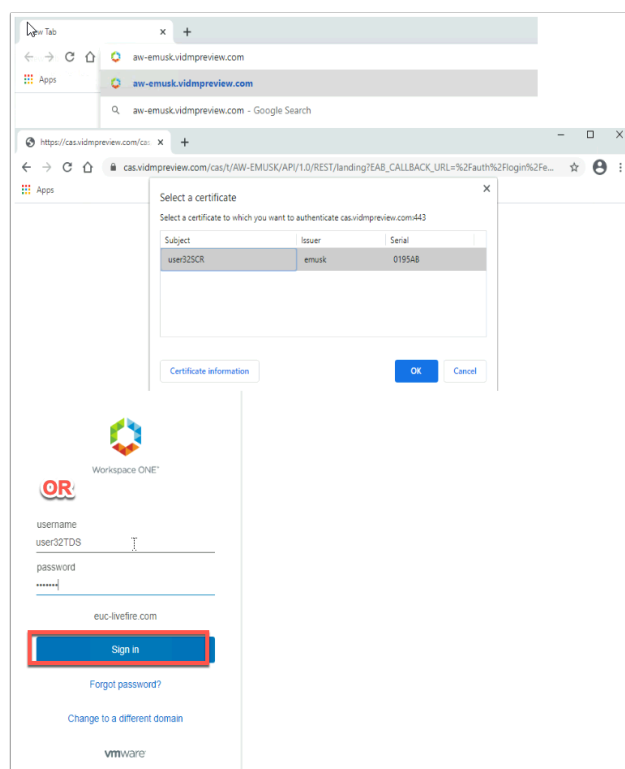 New Tab
aw-emusk.vidmpreview.com
Apps
aw-emusk.vidmpreview.com
aw-emusk.vidmpreview.com - Google Search
https://cas.vidmpreview.com/cas
cas.vidmpreview.com/cas/t/AW-EMUSK/API/1.0/REST/landing?EAB_CALLBACK_URL=%2Fauth%2Flogin%2Fe...
Apps
Select a certificate
Select a certificate to which you want to authenticate cas.vidmpreview.com:443
Subject Issuer Serial
user32SCR emusk 0195AB
Certificate information OK Cancel
Workspace ONE™
OR
username
user32TDS
password
•••••••
euc-livefire.com
Sign in
Forgot password?
Change to a different domain
vmware